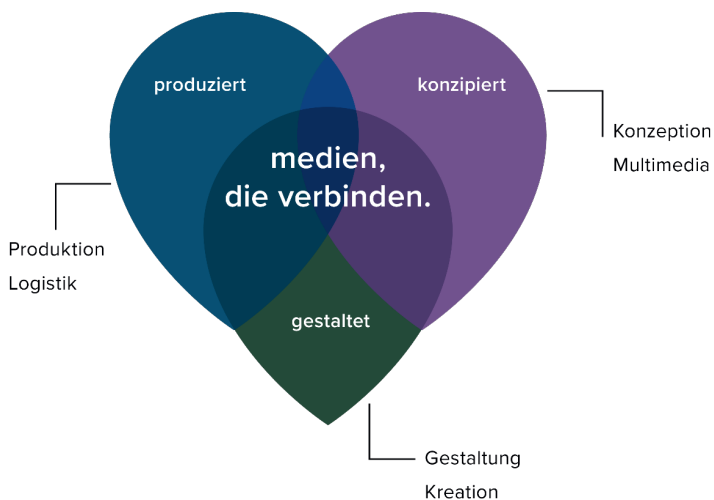 produziert
konzipiert
Konzeption
Multimedia
medien,
die verbinden.
Produktion
Logistik
gestaltet
Gestaltung
Kreation